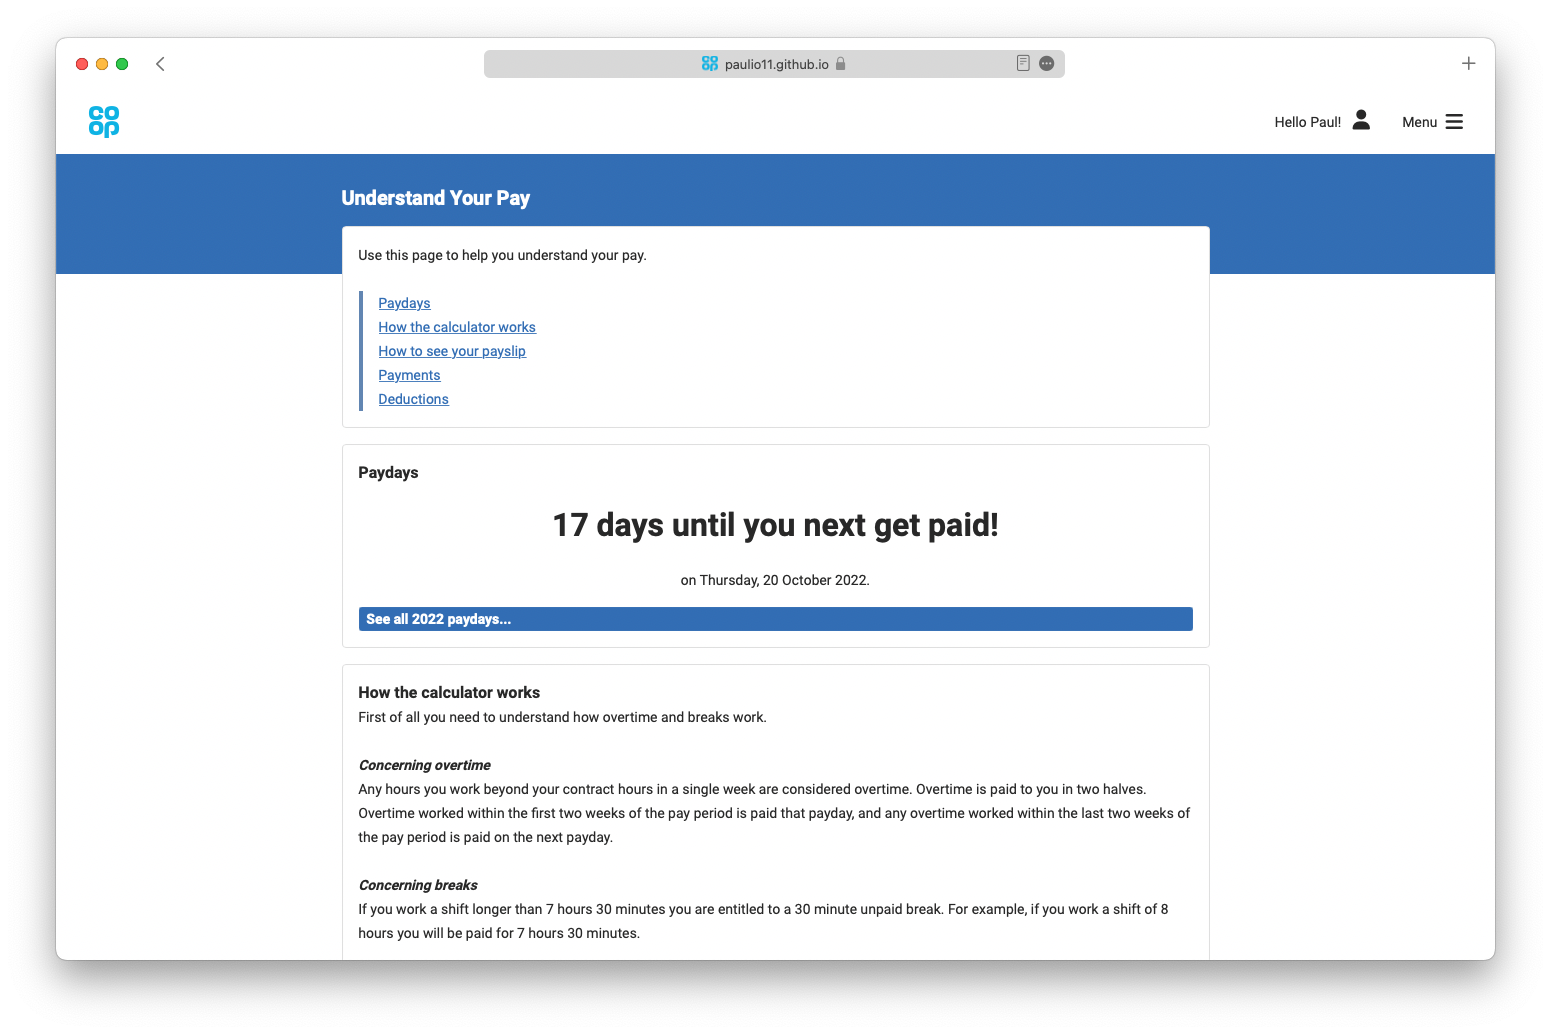 paulio11.github.io
CO
OP
Hello Paul!
Menu
Understand Your Pay
Use this page to help you understand your pay.
Paydays
How the calculator works
How to see your payslip
Payments
Deductions
Paydays
17 days until you next get paid!
on Thursday, 20 October 2022.
See all 2022 paydays...
How the calculator works
First of all you need to understand how overtime and breaks work.
Concerning overtime
Any hours you work beyond your contract hours in a single week are considered overtime. Overtime is paid to you in two halves.
Overtime worked within the first two weeks of the pay period is paid that payday, and any overtime worked within the last two weeks of
the pay period is paid on the next payday.
Concerning breaks
If you work a shift longer than 7 hours 30 minutes you are entitled to a 30 minute unpaid break. For example, if you work a shift of 8
hours you will be paid for 7 hours 30 minutes.